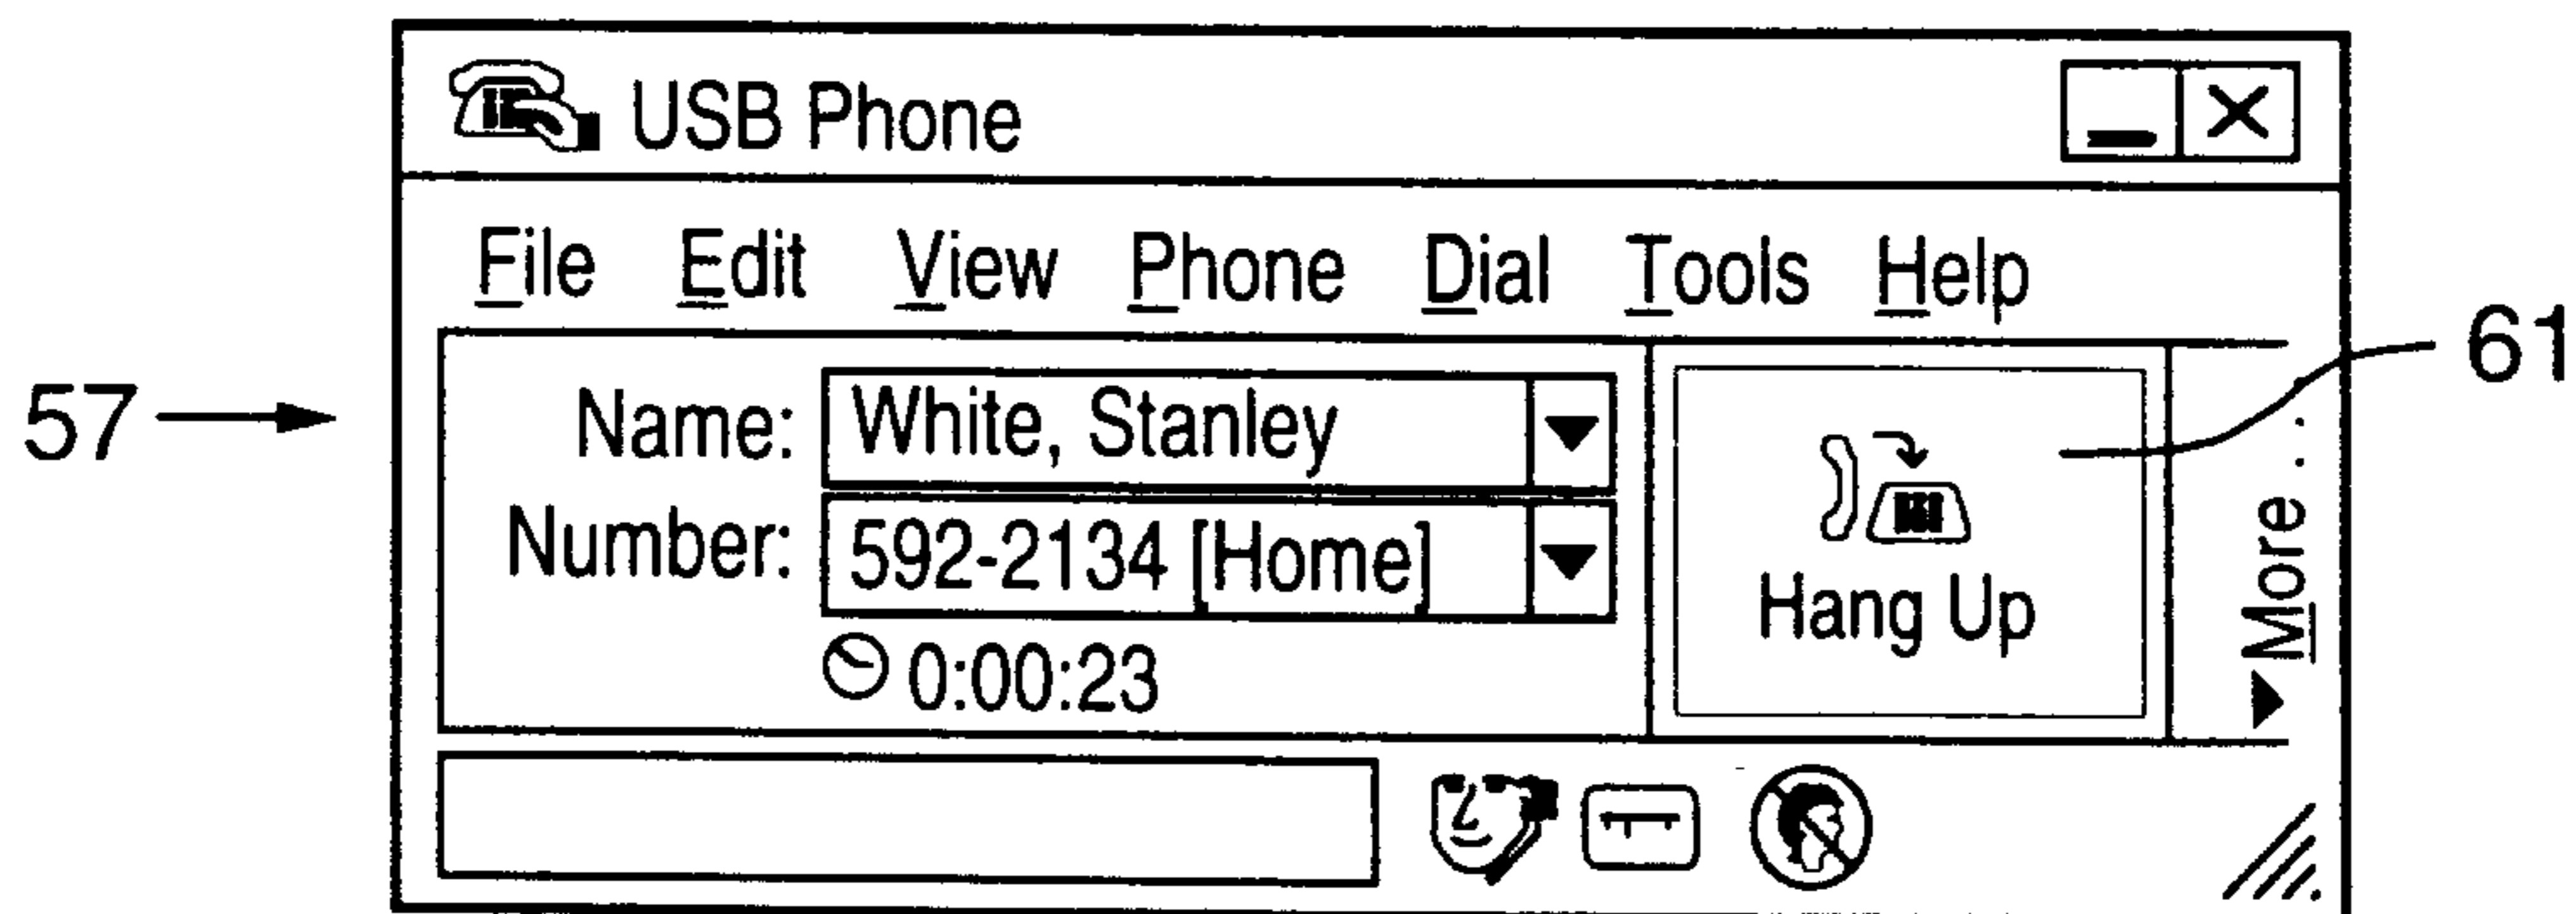 USB Phone
File Edit View Phone Dial Tools Help
57
61
Name: White, Stanley
Number: 592-2134 [Home]
0:00:23
Hang Up
More...